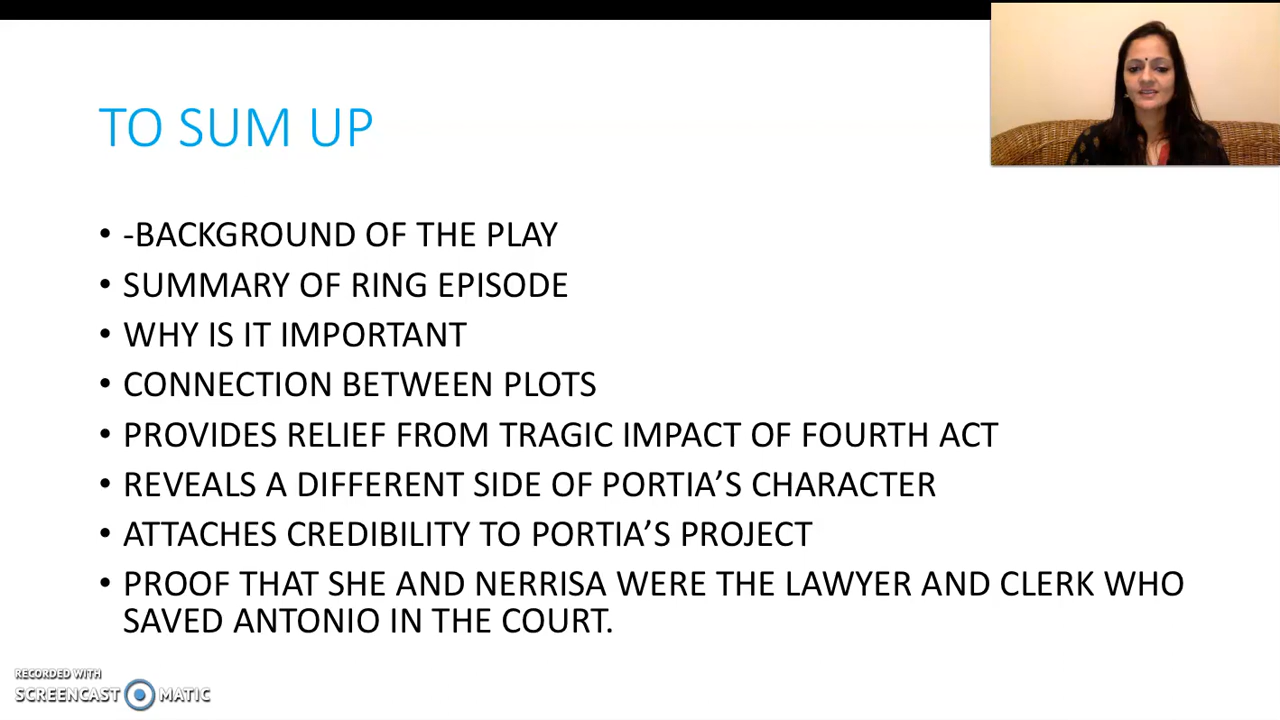 TO SUM UP
• -BACKGROUND OF THE PLAY
• SUMMARY OF RING EPISODE
• WHY IS IT IMPORTANT
• CONNECTION BETWEEN PLOTS
• PROVIDES RELIEF FROM TRAGIC IMPACT OF FOURTH ACT
• REVEALS A DIFFERENT SIDE OF PORTIA’S CHARACTER
• ATTACHES CREDIBILITY TO PORTIA’S PROJECT
• PROOF THAT SHE AND NERRISA WERE THE LAWYER AND CLERK WHO
SAVED ANTONIO IN THE COURT.
RECORDED WITH
SCREENCAST MATIC